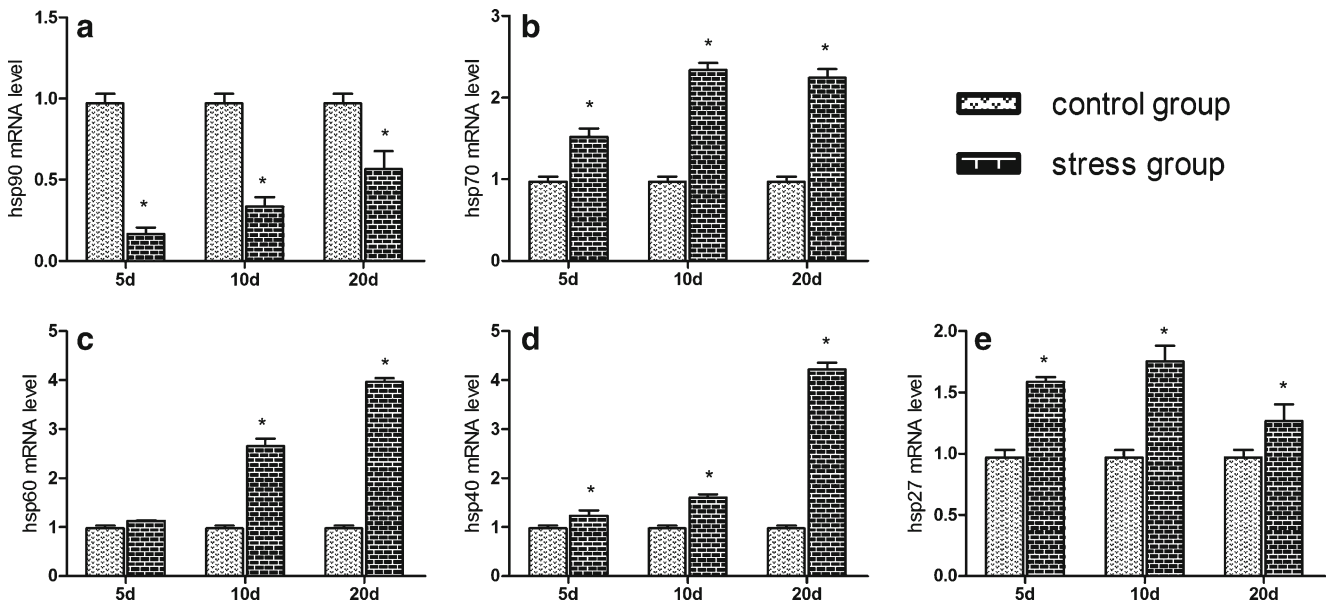 a
hsp90 mRNA level
1.5
1.0
0.5
0.0
*
*
*
5d
10d
20d
b
hsp70 mRNA level
3
2
1
0
*
*
*
5d
10d
20d
control group
stress group
c
hsp60 mRNA level
5
4
3
2
1
0
*
*
5d
10d
20d
d
hsp40 mRNA level
5
4
3
2
1
0
*
*
*
5d
10d
20d
e
hsp27 mRNA level
2.0
1.5
1.0
0.5
0.0
*
*
*
5d
10d
20d